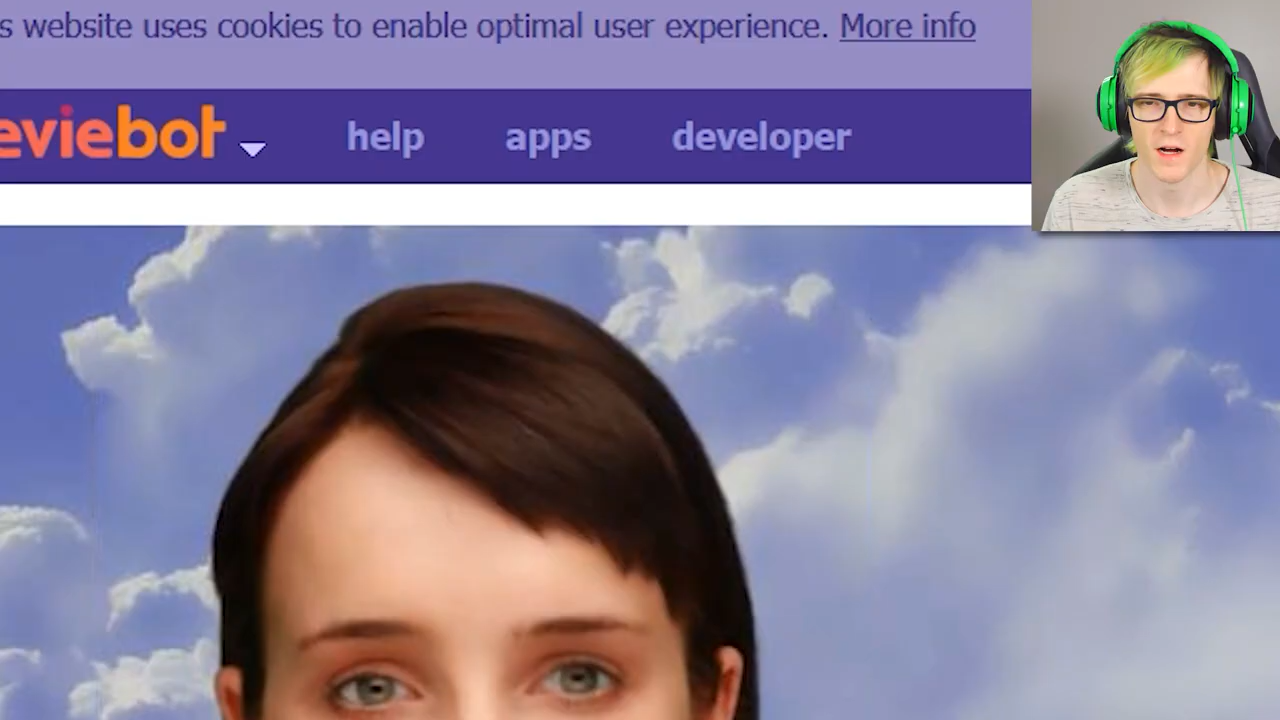 s website uses cookies to enable optimal user experience. More info
eviebot help apps developer